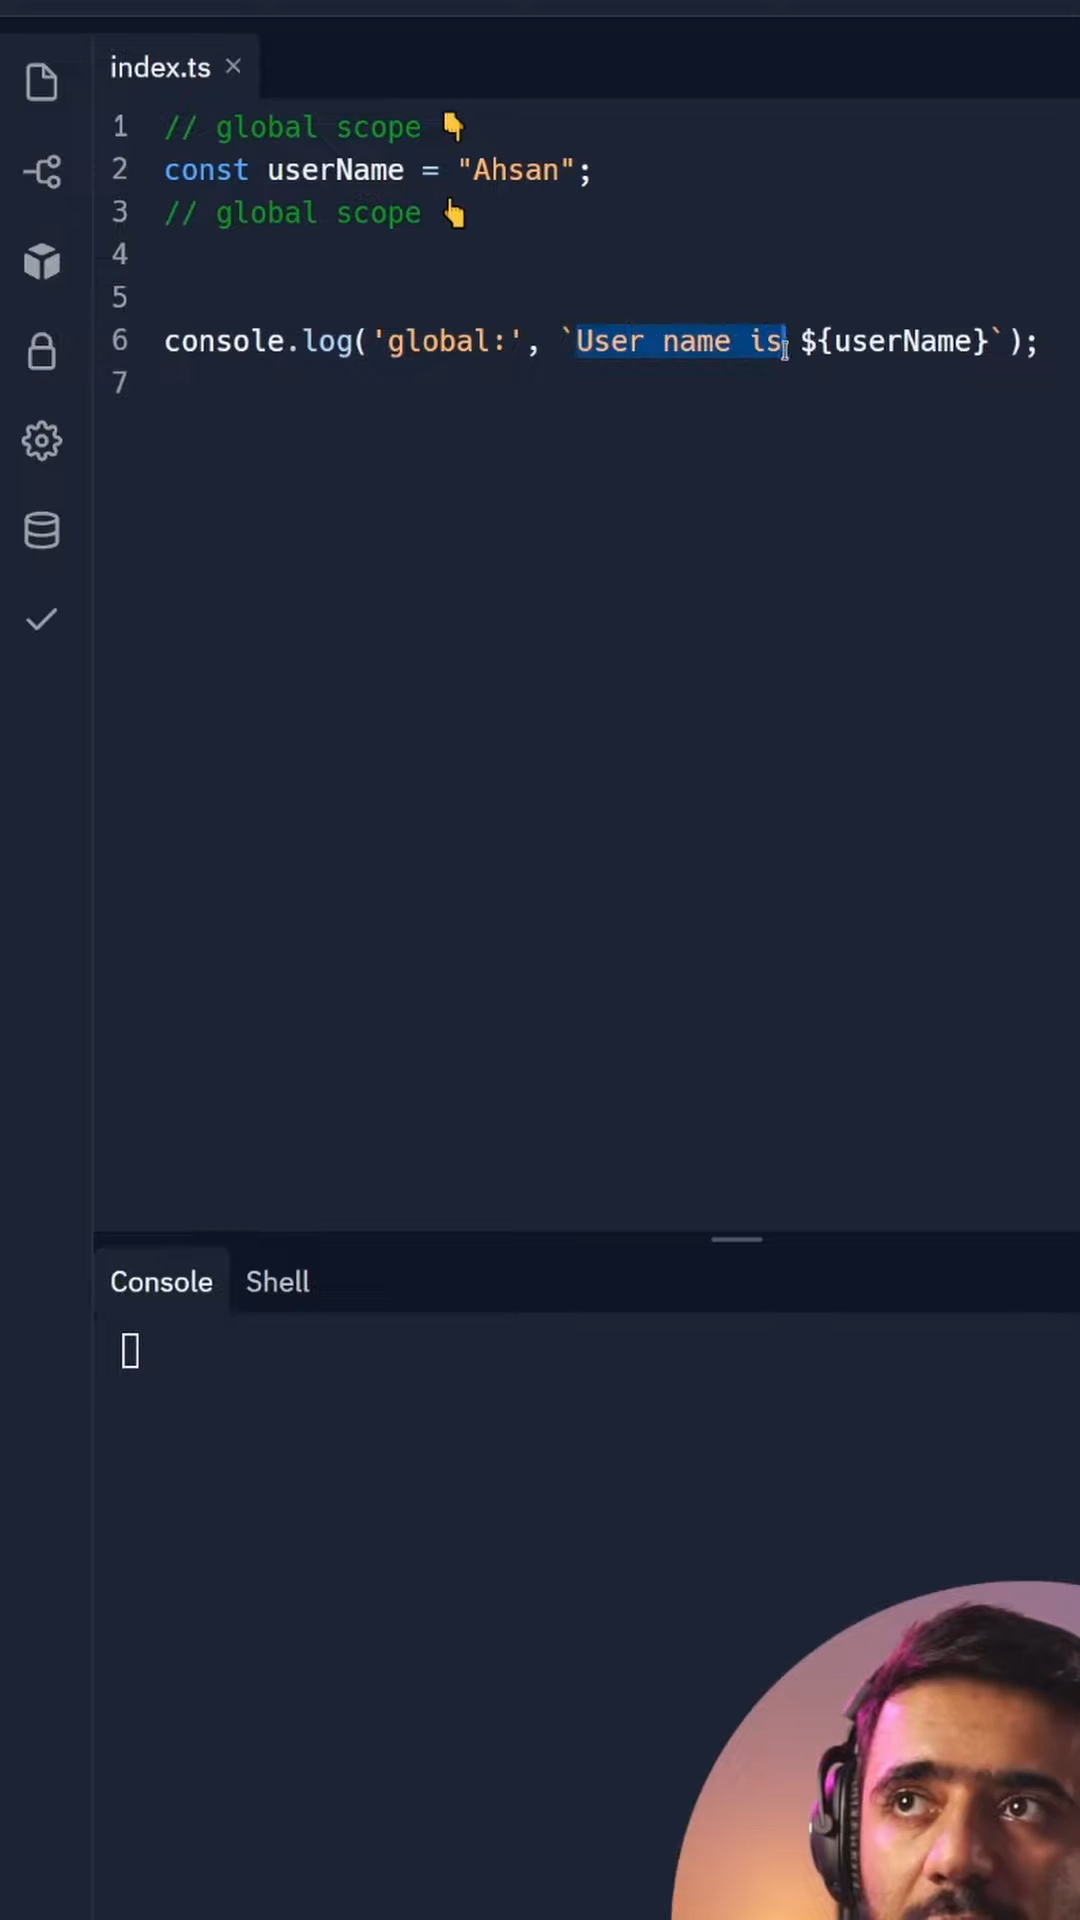 index.ts ×
1 // global scope 👇
2 const userName = "Ahsan";
3 // global scope 👆
4
5
6 console.log('global:', `User name is ${userName}`);
7
Console Shell